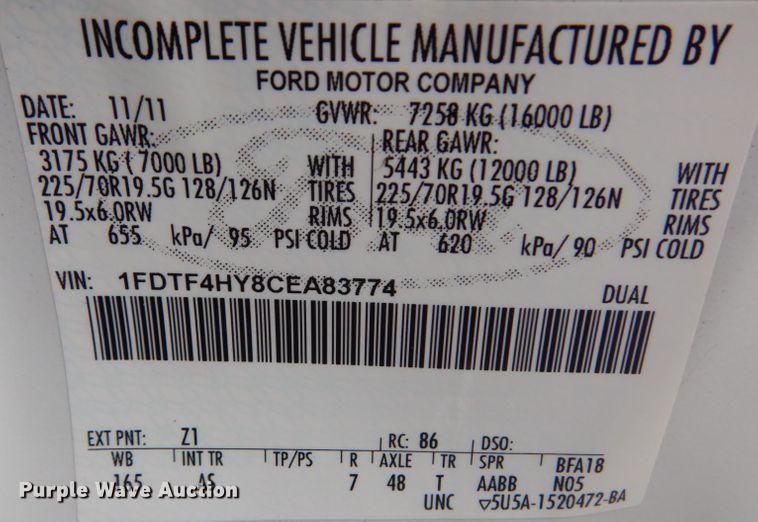 INCOMPLETE VEHICLE MANUFACTURED BY
FORD MOTOR COMPANY
DATE: 11/11 GVWR: 7258 KG (16000 LB)
FRONT GAWR: REAR GAWR:
3175 KG ( 7000 LB) WITH 5443 KG (12000 LB) WITH
225/70R19.5G 128/126N TIRES 225/70R19.5G 128/126N TIRES
19.5x6.0RW RIMS 19.5x6.0RW RIMS
AT 655 kPa/ 95 PSI COLD AT 620 kPa/ 90 PSI COLD
VIN: 1FDTF4HY8CEA83774 DUAL
EXT PNT: Z1 RC: 86 DSO:
WB INT TR TP/PS R AXLE TR SPR BFA18
165 AS 7 48 T AABB N05
UNC ▽5U5A-1520472-BA
Purple Wave Auction